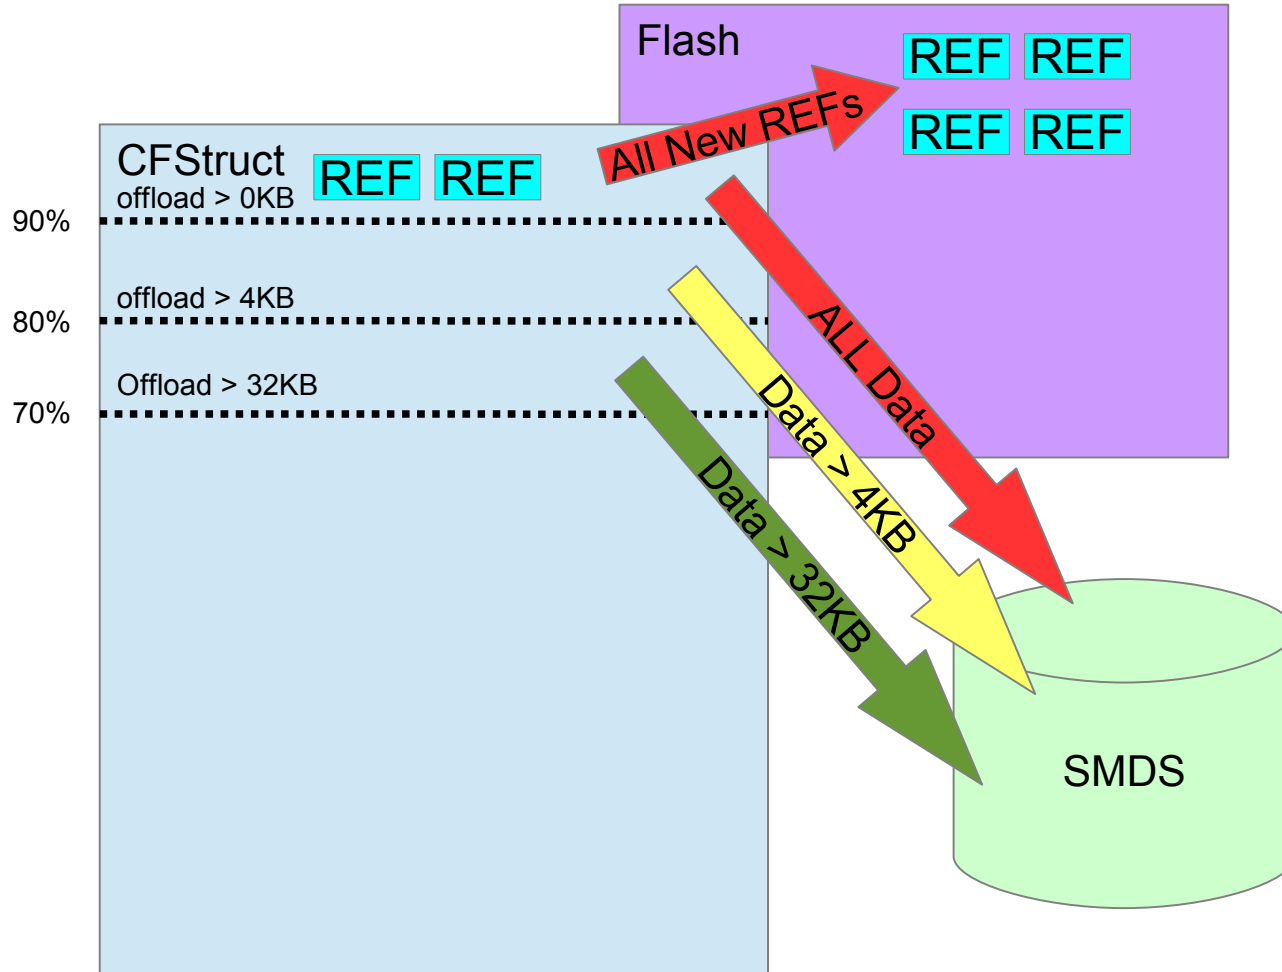 Flash
REF REF
REF REF
All New REFs
CFStruct
REF REF
offload > 0KB
90%
offload > 4KB
80%
Offload > 32KB
70%
ALL Data
Data > 4KB
Data > 32KB
SMDS